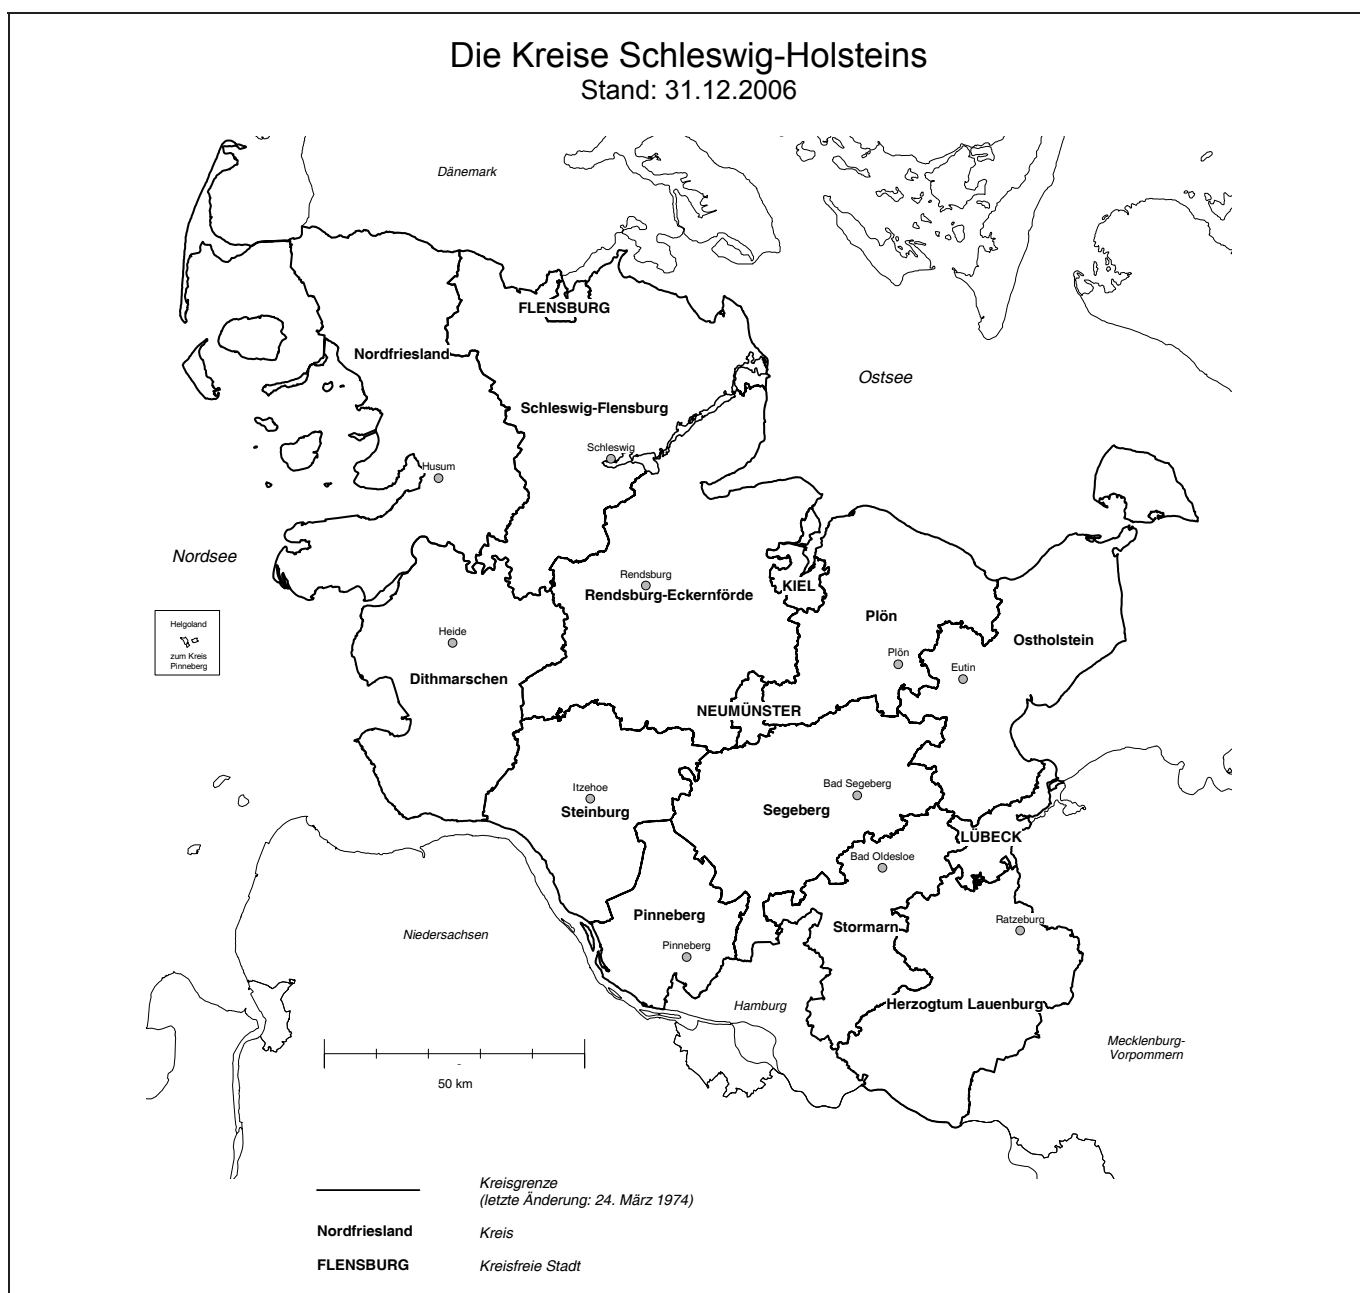 Die Kreise Schleswig-Holsteins
Stand: 31.12.2006
Dänemark
FLENSBURG
Nordfriesland
Ostsee
Schleswig-Flensburg
Schleswig
Husum
Nordsee
Rendsburg
KIEL
Rendsburg-Eckernförde
Plön
Helgoland
zum Kreis
Pinneberg
Heide
Ostholstein
Plön
Eutin
Dithmarschen
NEUMÜNSTER
Itzehoe
Bad Segeberg
Steinburg
Segeberg
LÜBECK
Bad Oldesloe
Pinneberg
Ratzeburg
Stormarn
Niedersachsen
Pinneberg
Hamburg
Herzogtum Lauenburg
Mecklenburg-
Vorpommern
50 km
Kreisgrenze
(letzte Änderung: 24. März 1974)
Nordfriesland Kreis
FLENSBURG Kreisfreie Stadt